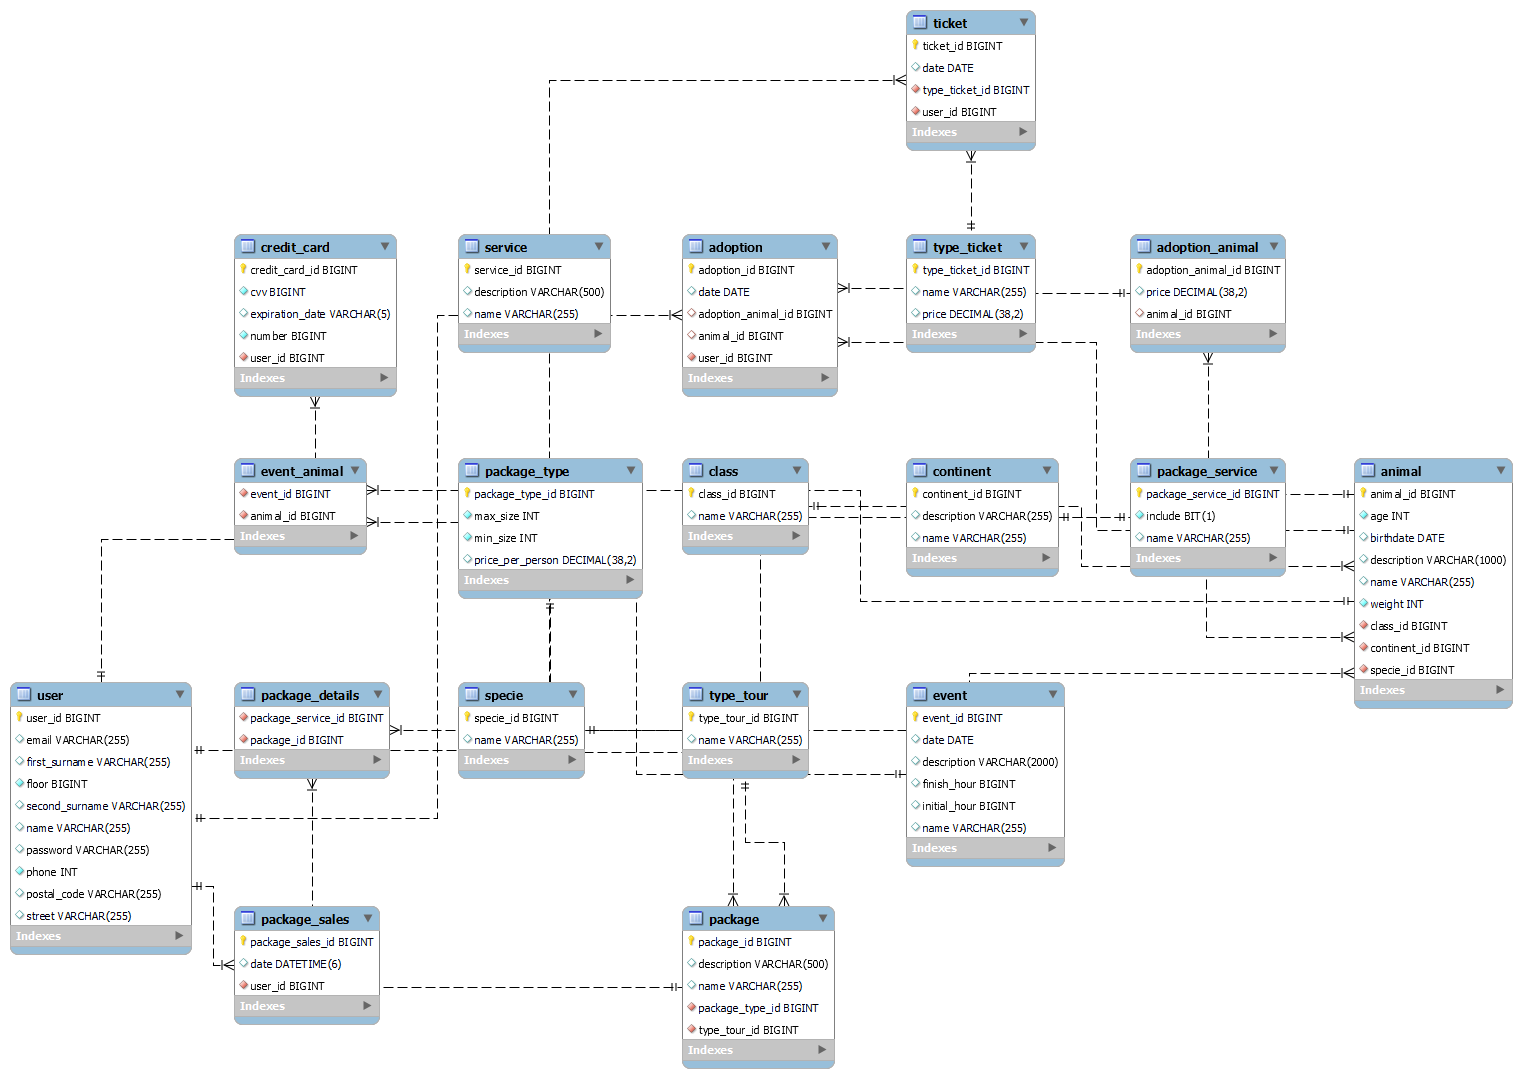 ticket
ticket_id BIGINT
date DATE
type_ticket_id BIGINT
user_id BIGINT
Indexes
credit_card
credit_card_id BIGINT
cvv BIGINT
expiration_date VARCHAR(5)
number BIGINT
user_id BIGINT
Indexes
service
service_id BIGINT
description VARCHAR(500)
name VARCHAR(255)
Indexes
adoption
adoption_id BIGINT
date DATE
adoption_animal_id BIGINT
animal_id BIGINT
user_id BIGINT
Indexes
type_ticket
type_ticket_id BIGINT
name VARCHAR(255)
price DECIMAL(38,2)
Indexes
adoption_animal
adoption_animal_id BIGINT
price DECIMAL(38,2)
animal_id BIGINT
Indexes
event_animal
event_id BIGINT
animal_id BIGINT
Indexes
package_type
package_type_id BIGINT
max_size INT
min_size INT
price_per_person DECIMAL(38,2)
Indexes
class
class_id BIGINT
name VARCHAR(255)
Indexes
continent
continent_id BIGINT
description VARCHAR(255)
name VARCHAR(255)
Indexes
package_service
package_service_id BIGINT
include BIT(1)
name VARCHAR(255)
Indexes
animal
animal_id BIGINT
age INT
birthdate DATE
description VARCHAR(1000)
name VARCHAR(255)
weight INT
class_id BIGINT
continent_id BIGINT
specie_id BIGINT
Indexes
user
user_id BIGINT
email VARCHAR(255)
first_surname VARCHAR(255)
floor BIGINT
second_surname VARCHAR(255)
name VARCHAR(255)
password VARCHAR(255)
phone INT
postal_code VARCHAR(255)
street VARCHAR(255)
Indexes
package_details
package_service_id BIGINT
package_id BIGINT
Indexes
specie
specie_id BIGINT
name VARCHAR(255)
Indexes
type_tour
type_tour_id BIGINT
name VARCHAR(255)
Indexes
event
event_id BIGINT
date DATE
description VARCHAR(2000)
finish_hour BIGINT
initial_hour BIGINT
name VARCHAR(255)
Indexes
package_sales
package_sales_id BIGINT
date DATETIME(6)
user_id BIGINT
Indexes
package
package_id BIGINT
description VARCHAR(500)
name VARCHAR(255)
package_type_id BIGINT
type_tour_id BIGINT
Indexes